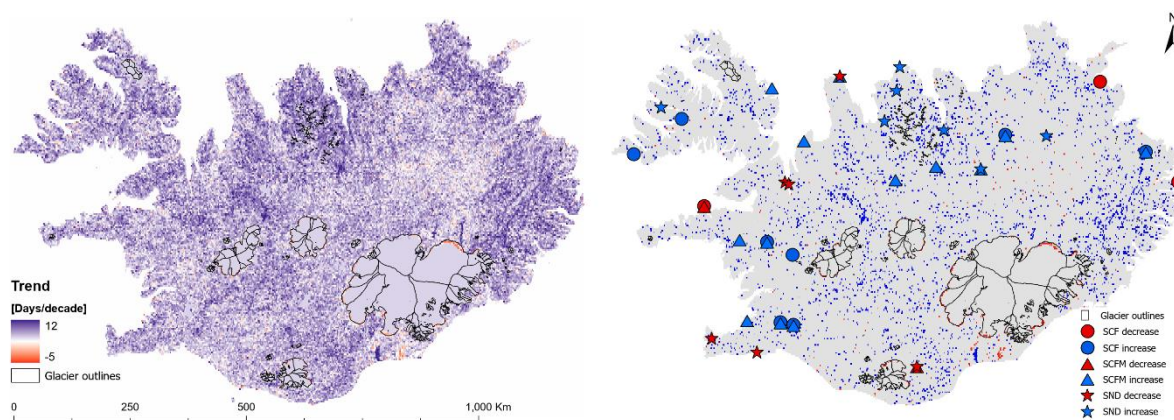 Trend
[Days/decade]
12
-5
Glacier outlines
0 250 500 1,000 Km
N
Glacier outlines
SCF decrease
SCF increase
SCFM decrease
SCFM increase
SND decrease
SND increase